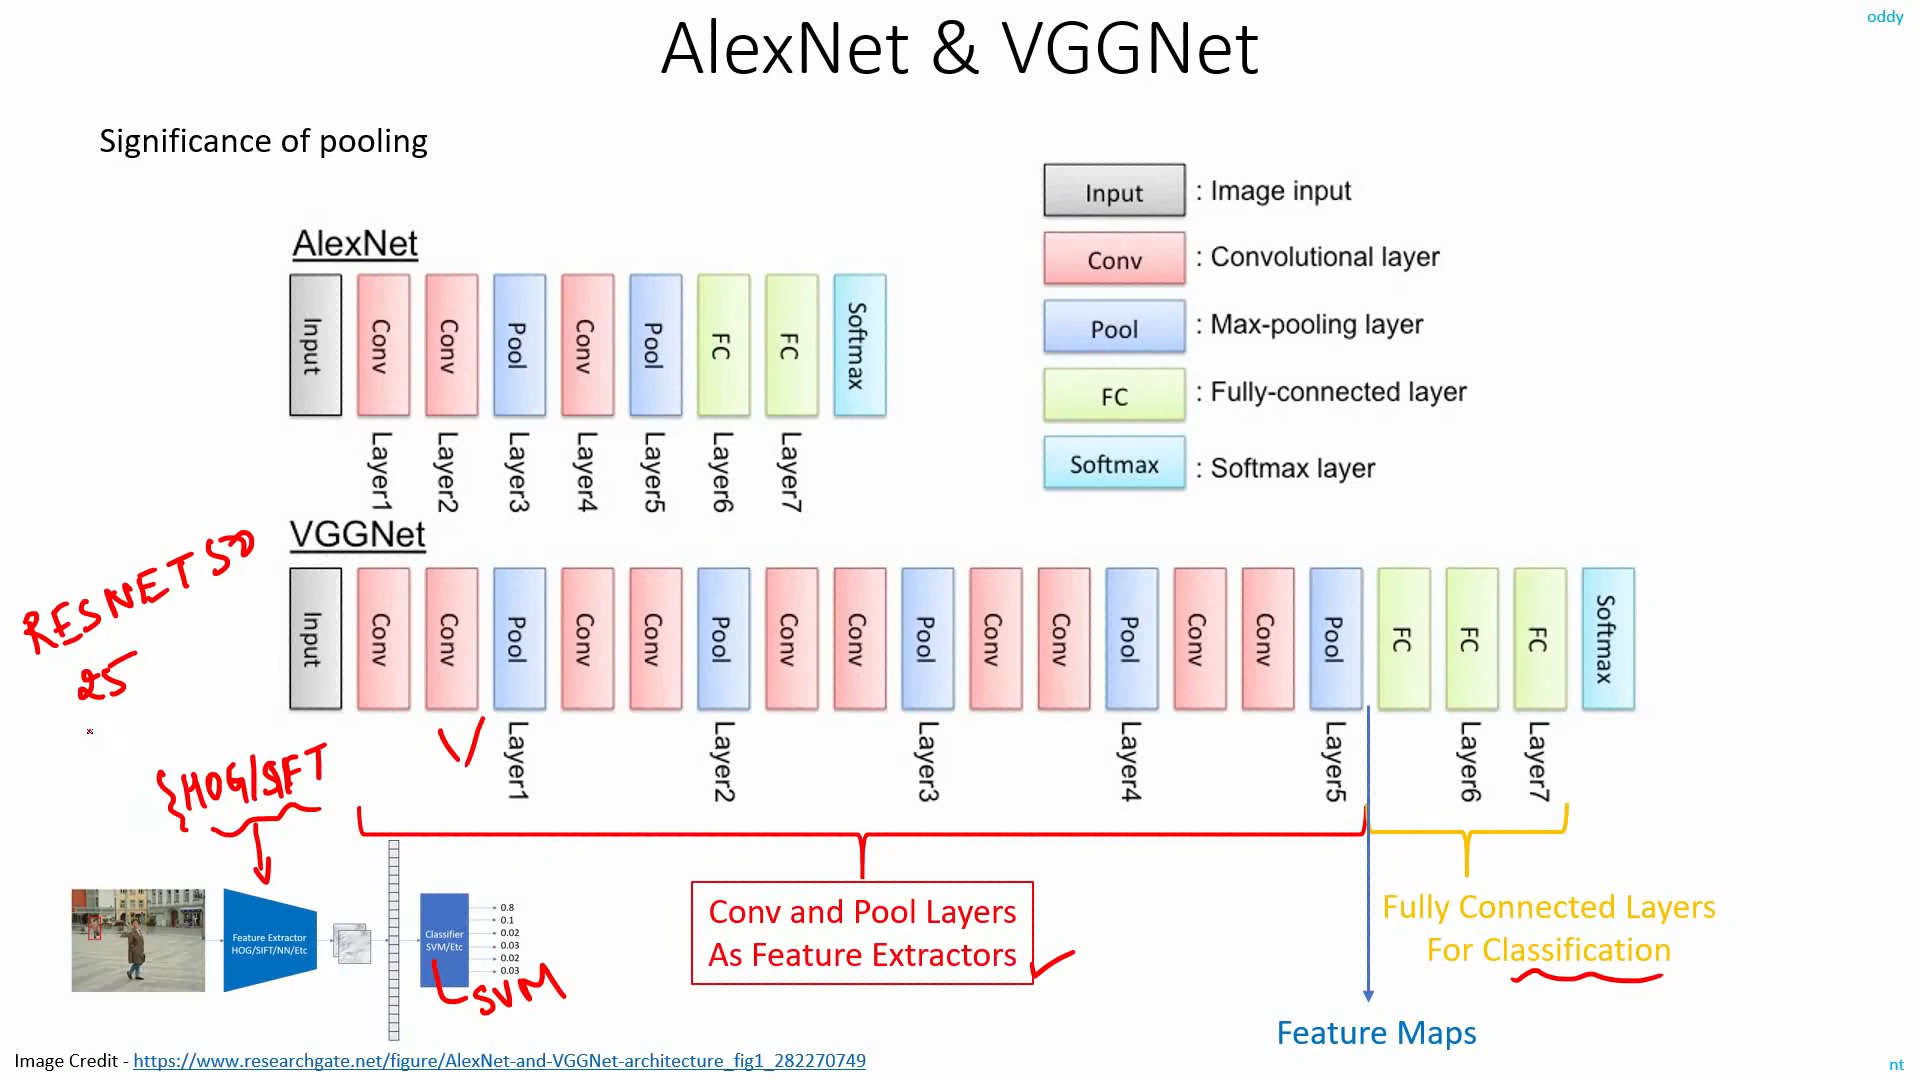 oddy
AlexNet & VGGNet
Significance of pooling
Input : Image input
Conv : Convolutional layer
Pool : Max-pooling layer
FC : Fully-connected layer
Softmax : Softmax layer
AlexNet
Input Conv Conv Pool Conv Pool FC FC Softmax
Layer1 Layer2 Layer3 Layer4 Layer5 Layer6 Layer7
VGGNet
RESNET 50
25
Input Conv Conv Pool Conv Conv Pool Conv Conv Pool Conv Conv Pool Conv Conv Pool FC FC FC Softmax
Layer1 Layer2 Layer3 Layer4 Layer5 Layer6 Layer7
HOG/SIFT
Feature Extractor
HOG/SIFT/NN/Etc
Classifier
SVM/Etc
0.8
0.1
0.02
0.03
0.02
0.03
SVM
Conv and Pool Layers
As Feature Extractors
Fully Connected Layers
For Classification
Feature Maps
Image Credit - https://www.researchgate.net/figure/AlexNet-and-VGGNet-architecture_fig1_282270749
nt